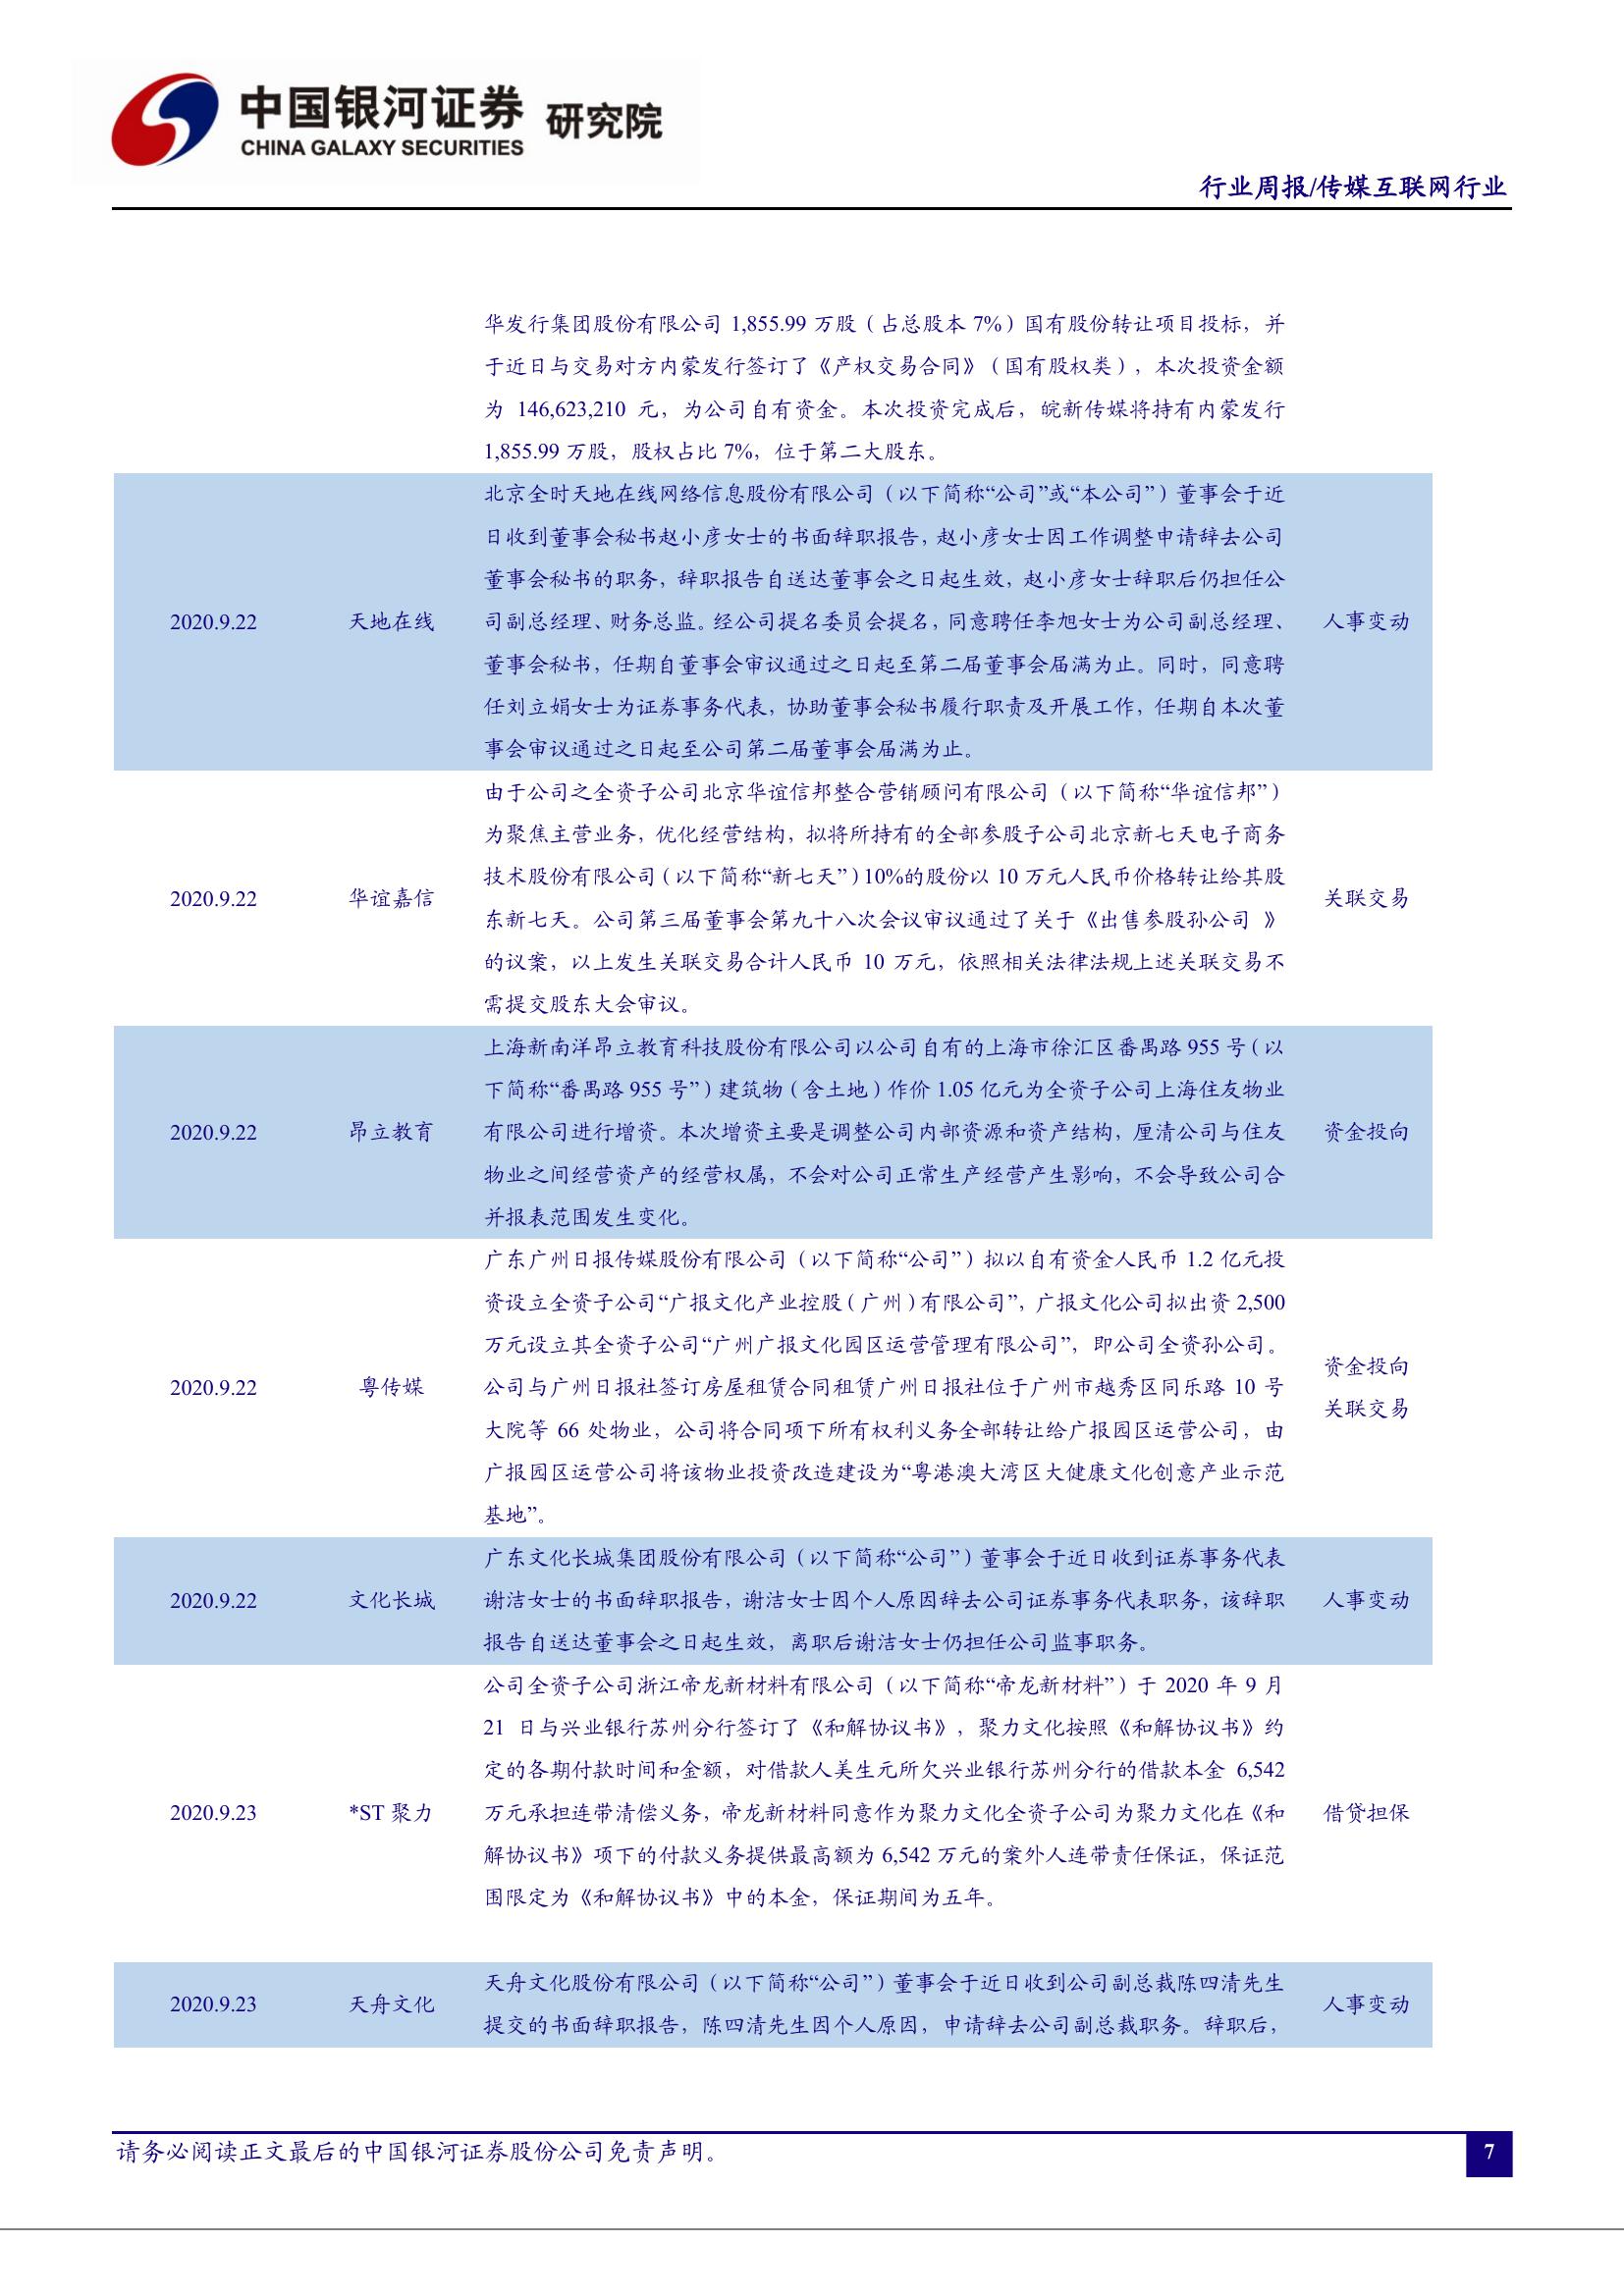 中国银河证券 研究院
CHINA GALAXY SECURITIES
行业周报/传媒互联网行业
华发行集团股份有限公司 1,855.99 万股（占总股本 7%）国有股份转让项目投标，并
于近日与交易对方内蒙发行签订了《产权交易合同》（国有股权类），本次投资金额
为 146,623,210 元，为公司自有资金。本次投资完成后，皖新传媒将持有内蒙发行
1,855.99 万股，股权占比 7%，位于第二大股东。
北京全时天地在线网络信息股份有限公司（以下简称“公司”或“本公司”）董事会于近
日收到董事会秘书赵小彦女士的书面辞职报告，赵小彦女士因工作调整申请辞去公司
董事会秘书的职务，辞职报告自送达董事会之日起生效，赵小彦女士辞职后仍担任公
2020.9.22 天地在线 司副总经理、财务总监。经公司提名委员会提名，同意聘任李旭女士为公司副总经理、 人事变动
董事会秘书，任期自董事会审议通过之日起至第二届董事会届满为止。同时，同意聘
任刘立娟女士为证券事务代表，协助董事会秘书履行职责及开展工作，任期自本次董
事会审议通过之日起至公司第二届董事会届满为止。
由于公司之全资子公司北京华谊信邦整合营销顾问有限公司（以下简称“华谊信邦”）
为聚焦主营业务，优化经营结构，拟将所持有的全部参股子公司北京新七天电子商务
技术股份有限公司（以下简称“新七天”）10%的股份以 10 万元人民币价格转让给其股
2020.9.22 华谊嘉信 关联交易
东新七天。公司第三届董事会第九十八次会议审议通过了关于《出售参股孙公司 》
的议案，以上发生关联交易合计人民币 10 万元，依照相关法律法规上述关联交易不
需提交股东大会审议。
上海新南洋昂立教育科技股份有限公司以公司自有的上海市徐汇区番禺路 955 号（以
下简称“番禺路 955 号”）建筑物（含土地）作价 1.05 亿元为全资子公司上海住友物业
2020.9.22 昂立教育 有限公司进行增资。本次增资主要是调整公司内部资源和资产结构，厘清公司与住友 资金投向
物业之间经营资产的经营权属，不会对公司正常生产经营产生影响，不会导致公司合
并报表范围发生变化。
广东广州日报传媒股份有限公司（以下简称“公司”）拟以自有资金人民币 1.2 亿元投
资设立全资子公司“广报文化产业控股（广州）有限公司”，广报文化公司拟出资 2,500
万元设立其全资子公司“广州广报文化园区运营管理有限公司”，即公司全资孙公司。
资金投向
2020.9.22 粤传媒 公司与广州日报社签订房屋租赁合同租赁广州日报社位于广州市越秀区同乐路 10 号
关联交易
大院等 66 处物业，公司将合同项下所有权利义务全部转让给广报园区运营公司，由
广报园区运营公司将该物业投资改造建设为“粤港澳大湾区大健康文化创意产业示范
基地”。
广东文化长城集团股份有限公司（以下简称“公司”）董事会于近日收到证券事务代表
2020.9.22 文化长城 谢洁女士的书面辞职报告，谢洁女士因个人原因辞去公司证券事务代表职务，该辞职 人事变动
报告自送达董事会之日起生效，离职后谢洁女士仍担任公司监事职务。
公司全资子公司浙江帝龙新材料有限公司（以下简称“帝龙新材料”）于 2020 年 9 月
21 日与兴业银行苏州分行签订了《和解协议书》，聚力文化按照《和解协议书》约
定的各期付款时间和金额，对借款人美生元所欠兴业银行苏州分行的借款本金 6,542
2020.9.23 *ST 聚力 万元承担连带清偿义务，帝龙新材料同意作为聚力文化全资子公司为聚力文化在《和 借贷担保
解协议书》项下的付款义务提供最高额为 6,542 万元的案外人连带责任保证，保证范
围限定为《和解协议书》中的本金，保证期间为五年。
天舟文化股份有限公司（以下简称“公司”）董事会于近日收到公司副总裁陈四清先生
2020.9.23 天舟文化 人事变动
提交的书面辞职报告，陈四清先生因个人原因，申请辞去公司副总裁职务。辞职后，
请务必阅读正文最后的中国银河证券股份公司免责声明。
7